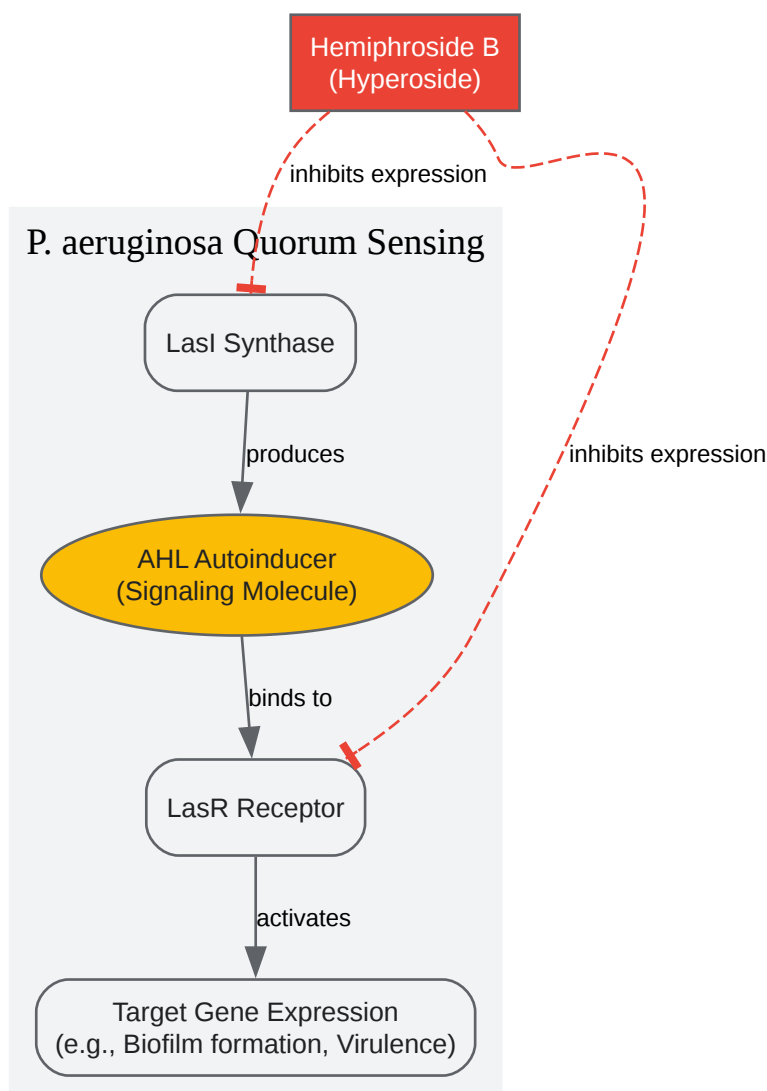 Hemiphroside B
(Hyperoside)
inhibits expression
P. aeruginosa Quorum Sensing
LasI Synthase
produces
inhibits expression
AHL Autoinducer
(Signaling Molecule)
binds to
LasR Receptor
activates
Target Gene Expression
(e.g., Biofilm formation, Virulence)